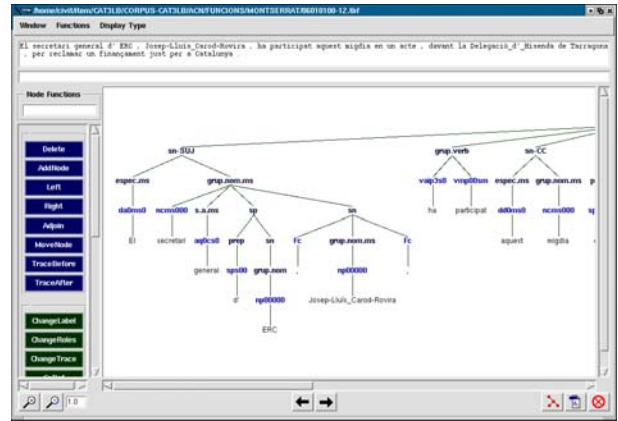 /home/civit/Item/CAT3LB/CORPUS-CAT3LB/ACN/FUNCIONS/MONTSERRAT/06010100-12.tbf
Window Functions Display Type
El secretari general d' ERC , Josep-Lluís_Carod-Rovira , ha participat aquest migdia en un acte , davant la Delegació_d'_Hisenda de Tarragona
, per reclamar un finançament just per a Catalunya .
Node Functions
Delete
AddNode
Left
Right
Adjoin
MoveNode
TraceBefore
TraceAfter
ChangeLabel
ChangeRoles
ChangeTrace
sn-SUJ grup.verb sn-CC
espec.ms grup.nom.ms vaip3s0 vmp00sm espec.ms grup.nom.ms
da0ms0 ncms000 s.a.ms sp sn ha participat dd0ms0 ncms000
El secretari aq0cs0 prep sn Fc grup.nom.ms Fc aquest migdia
general sps00 grup.nom , np00000 ,
d' np00000 Josep-Lluís_Carod-Rovira
ERC
1.0